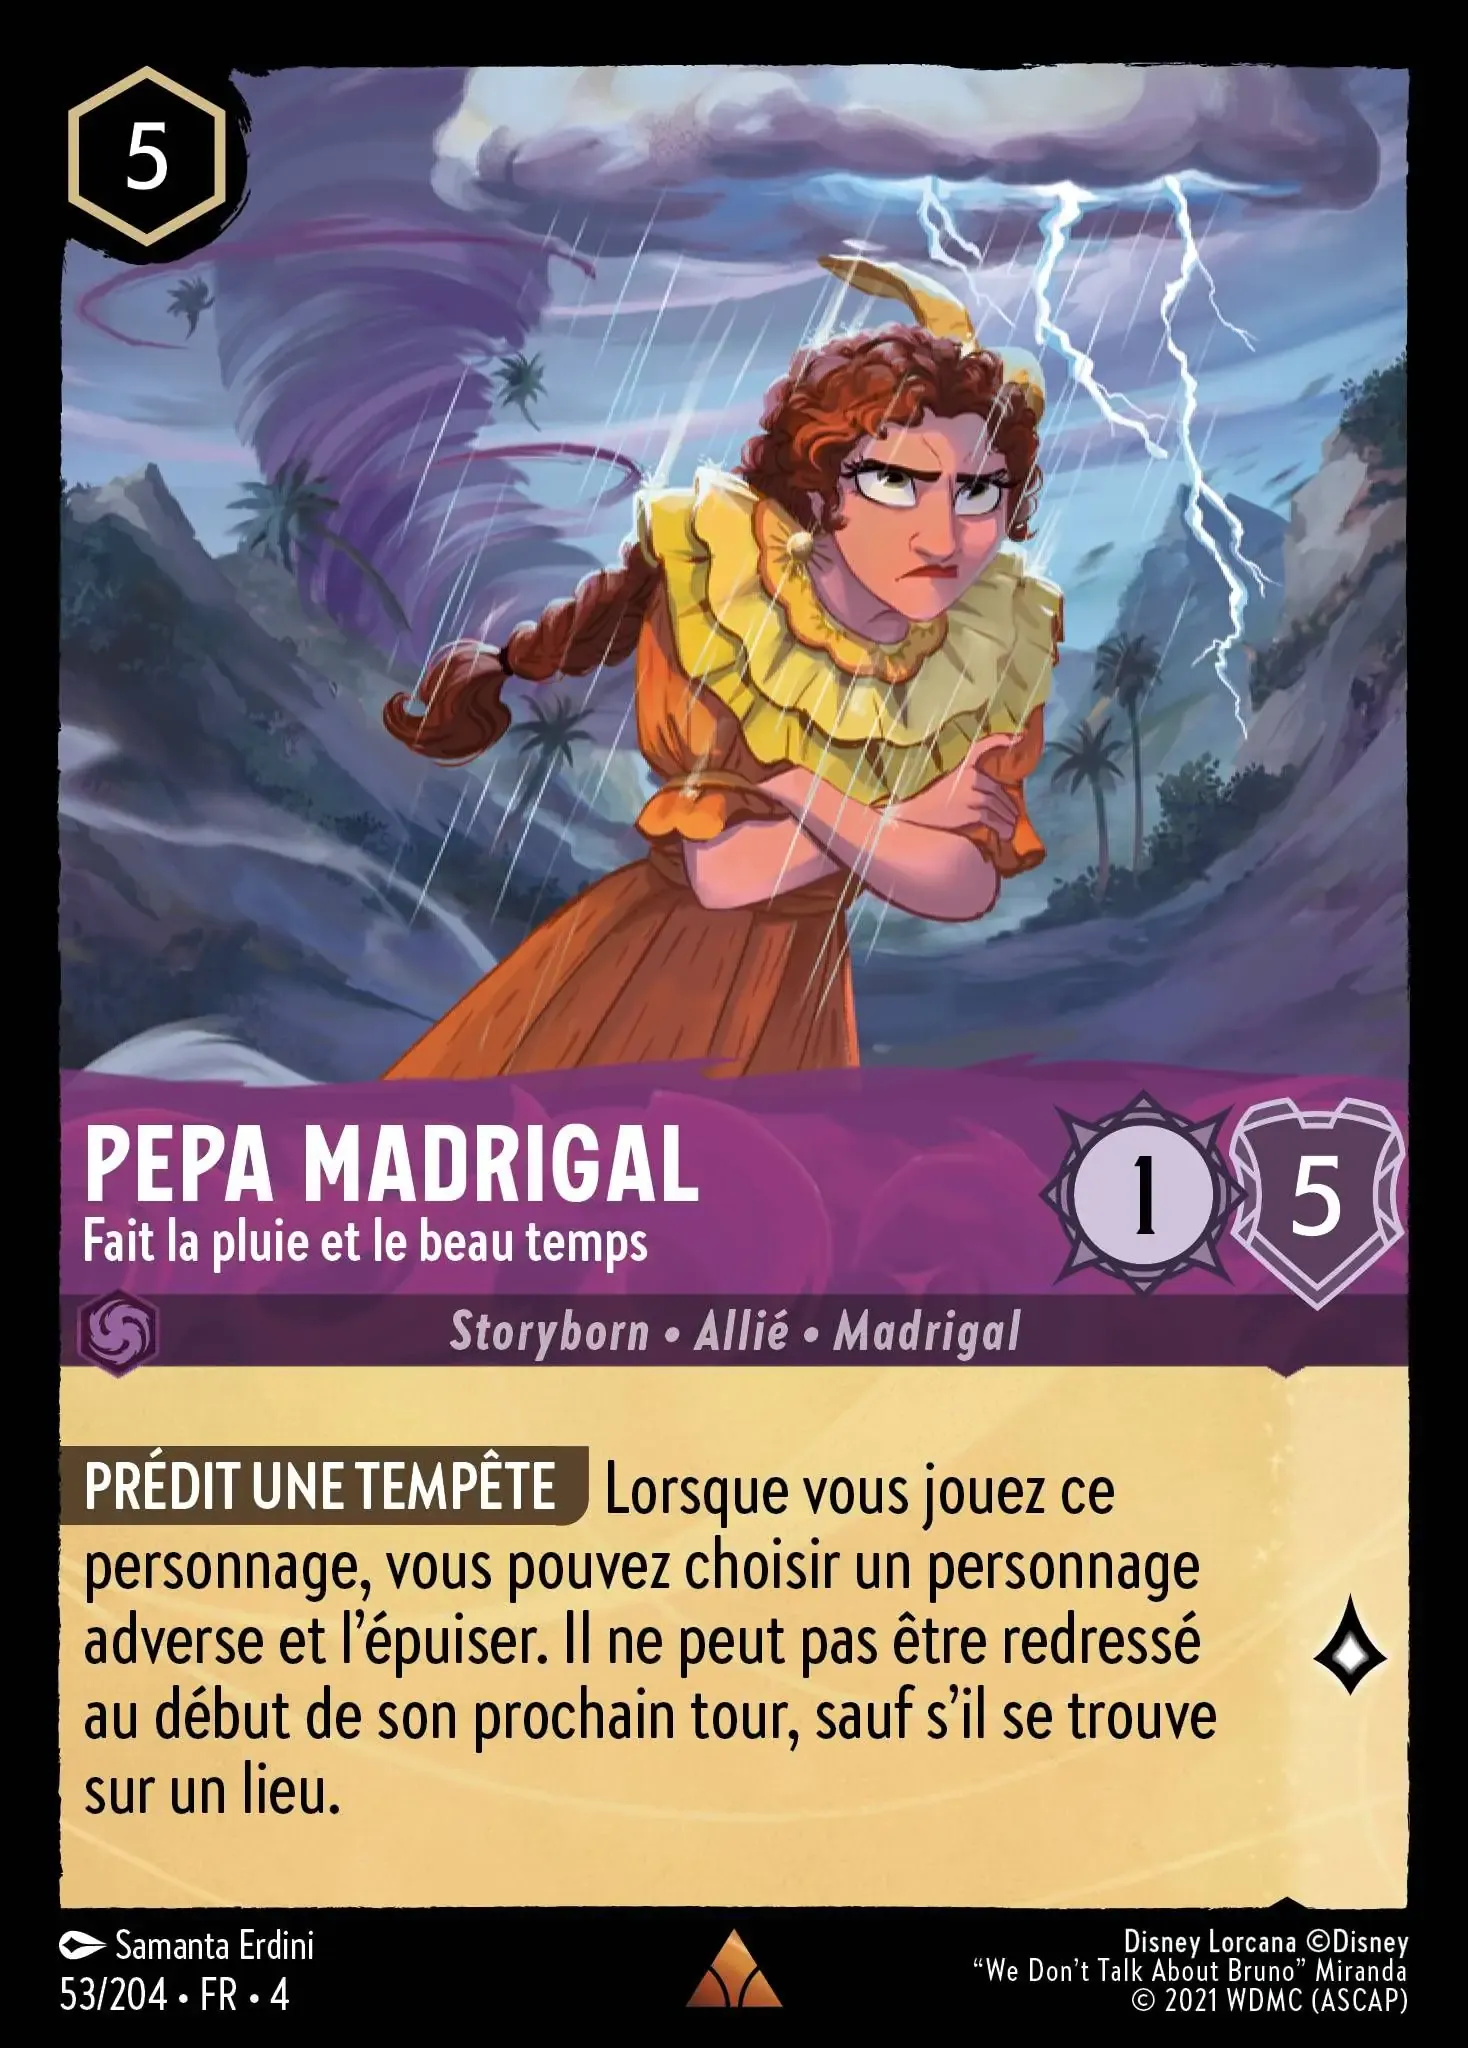 5
PEPA MADRIGAL
Fait la pluie et le beau temps
1
5
Storyborn • Allié • Madrigal
PRÉDIT UNE TEMPÊTE Lorsque vous jouez ce
personnage, vous pouvez choisir un personnage
adverse et l'épuiser. Il ne peut pas être redressé
au début de son prochain tour, sauf s'il se trouve
sur un lieu.
Samanta Erdini
53/204 • FR • 4
Disney Lorcana ©Disney
“We Don't Talk About Bruno” Miranda
© 2021 WDMC (ASCAP)